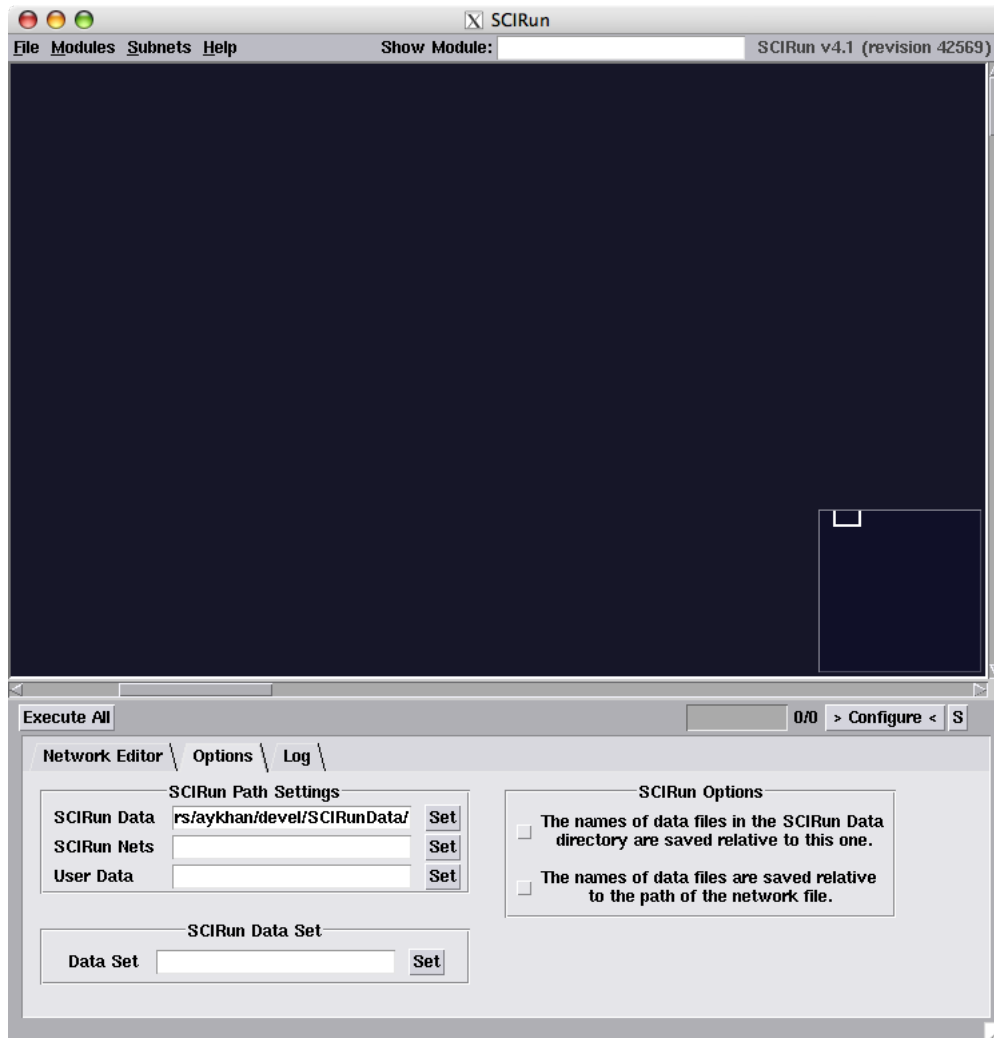 SCIRun
File Modules Subnets Help Show Module: SCIRun v4.1 (revision 42569)
Execute All 0/0 > Configure < S
Network Editor \ Options \ Log \
SCIRun Path Settings
SCIRun Data rs/aykhan/devel/SCIRunData/ Set
SCIRun Nets Set
User Data Set
SCIRun Data Set
Data Set Set
SCIRun Options
The names of data files in the SCIRun Data
directory are saved relative to this one.
The names of data files are saved relative
to the path of the network file.